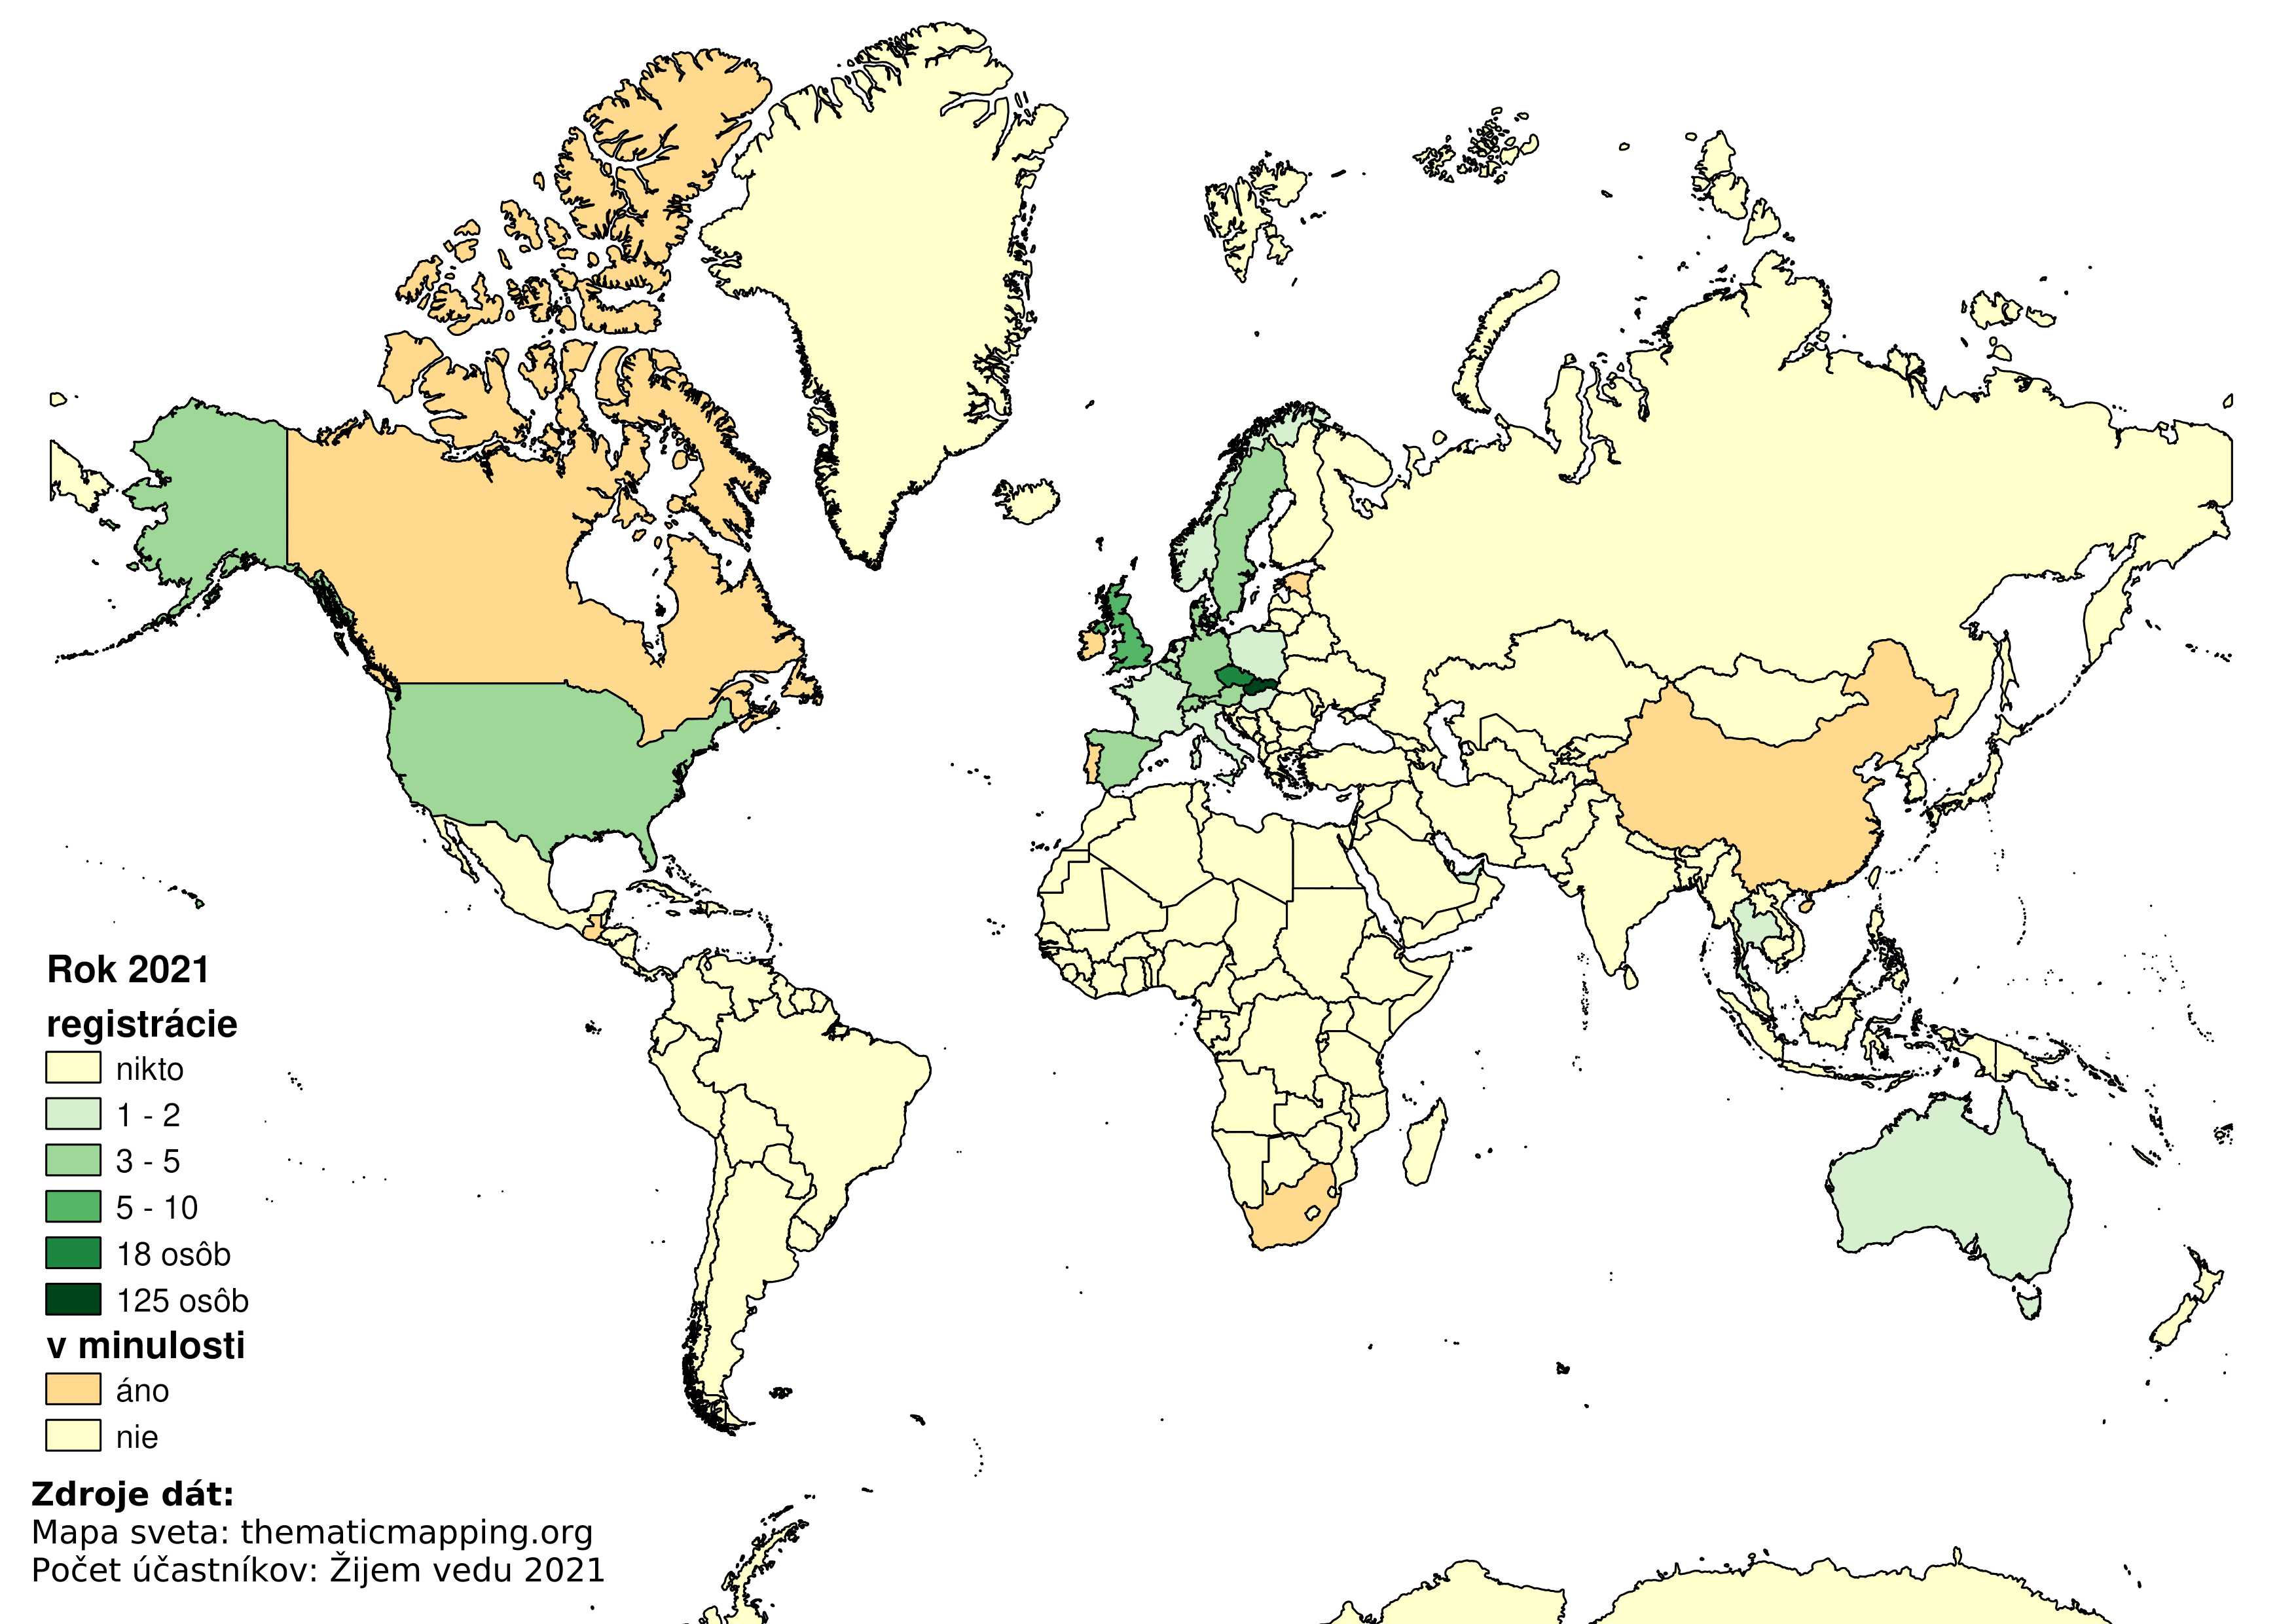 Rok 2021
registrácie
nikto
1 - 2
3 - 5
5 - 10
18 osôb
125 osôb
v minulosti
áno
nie
Zdroje dát:
Mapa sveta: thematicmapping.org
Počet účastníkov: Žijem vedu 2021